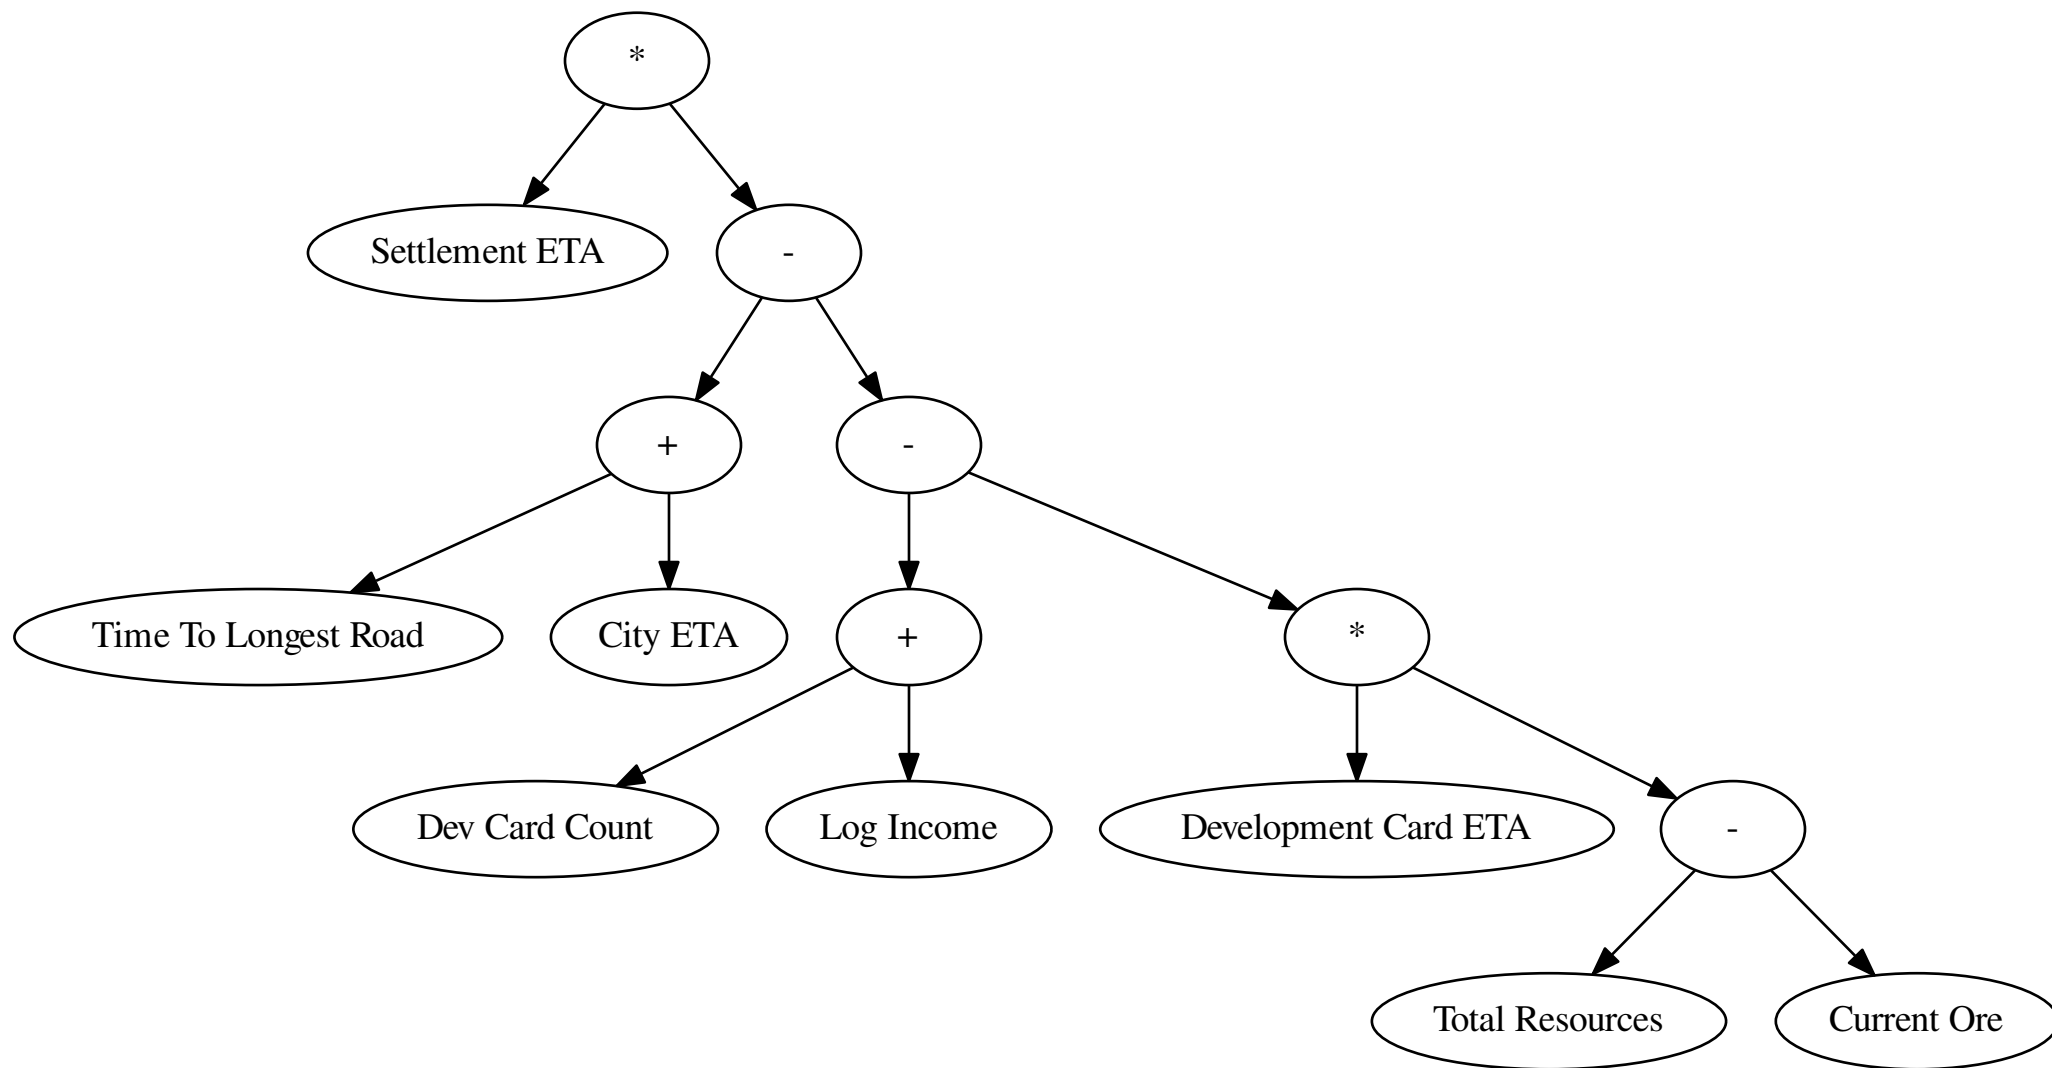 *
Settlement ETA
-
+
-
Time To Longest Road
City ETA
+
*
Dev Card Count
Log Income
Development Card ETA
-
Total Resources
Current Ore